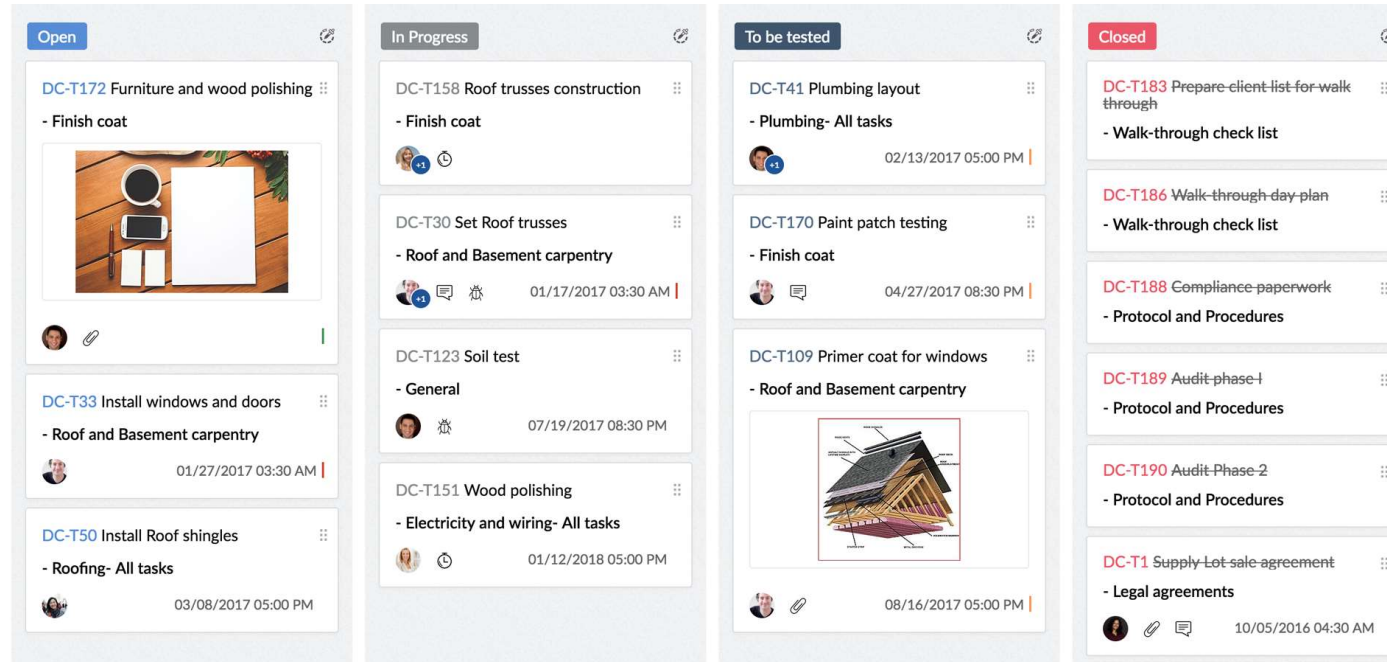 Open
DC-T172 Furniture and wood polishing
- Finish coat
DC-T33 Install windows and doors
- Roof and Basement carpentry
01/27/2017 03:30 AM
DC-T50 Install Roof shingles
- Roofing- All tasks
03/08/2017 05:00 PM
In Progress
DC-T158 Roof trusses construction
- Finish coat
+1
DC-T30 Set Roof trusses
- Roof and Basement carpentry
+1
01/17/2017 03:30 AM
DC-T123 Soil test
- General
07/19/2017 08:30 PM
DC-T151 Wood polishing
- Electricity and wiring- All tasks
01/12/2018 05:00 PM
To be tested
DC-T41 Plumbing layout
- Plumbing- All tasks
+1
02/13/2017 05:00 PM
DC-T170 Paint patch testing
- Finish coat
04/27/2017 08:30 PM
DC-T109 Primer coat for windows
- Roof and Basement carpentry
08/16/2017 05:00 PM
Closed
DC-T183 Prepare client list for walk
through
- Walk-through check list
DC-T186 Walk-through day plan
- Walk-through check list
DC-T188 Compliance paperwork
- Protocol and Procedures
DC-T189 Audit phase I
- Protocol and Procedures
DC-T190 Audit Phase 2
- Protocol and Procedures
DC-T1 Supply Lot sale agreement
- Legal agreements
10/05/2016 04:30 AM